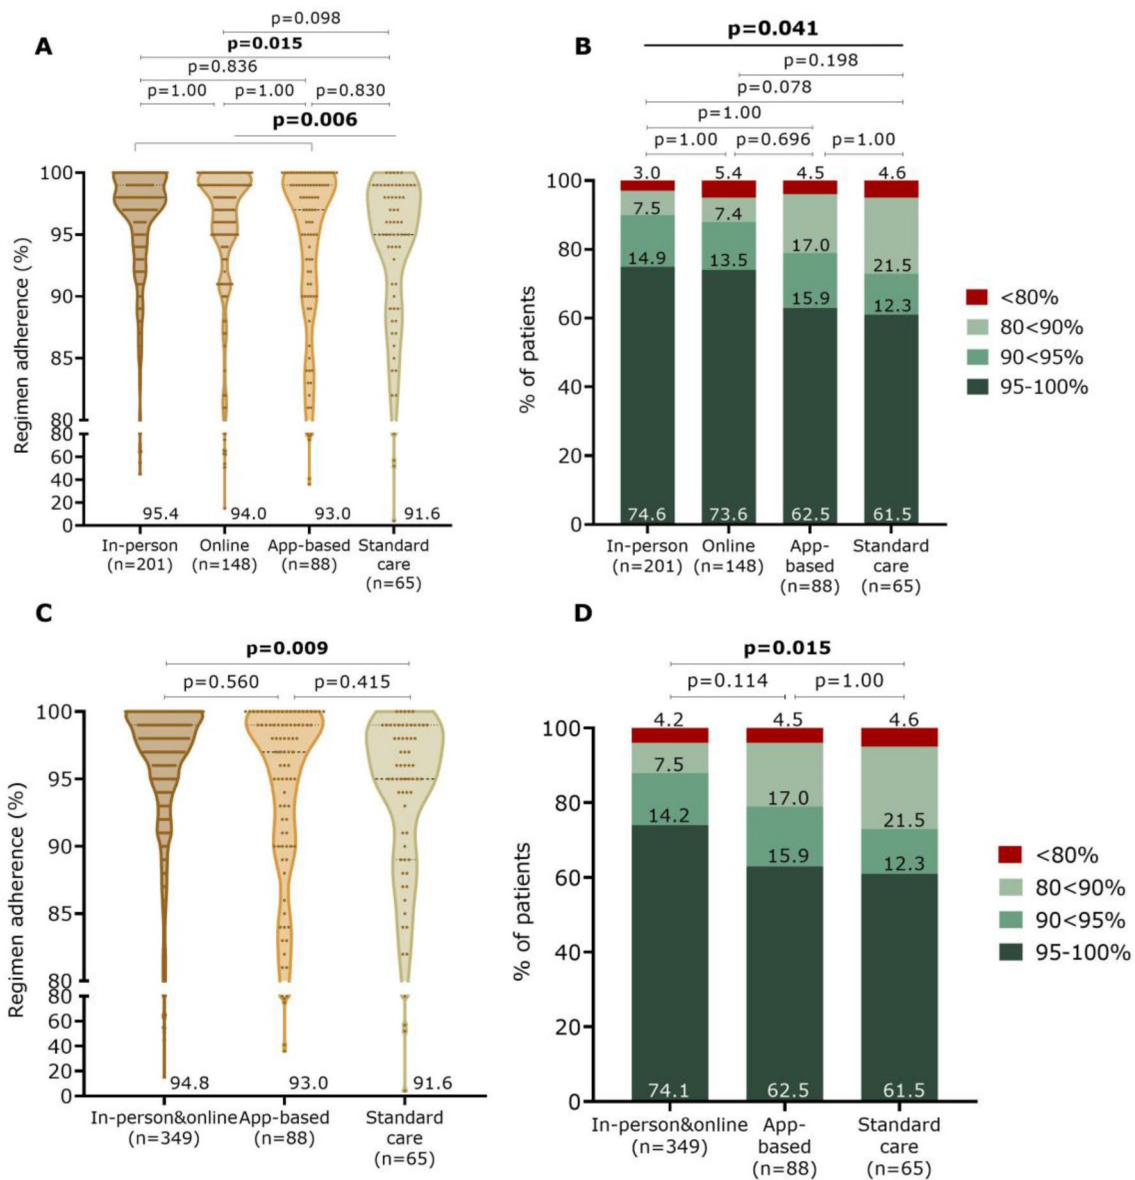 A
p=0.098
p=0.015
p=0.836
p=1.00 p=1.00 p=0.830
p=0.006
Regimen adherence (%)
100
95
90
85
80
80
60
40
20
0
95.4 94.0 93.0 91.6
In-person (n=201)
Online (n=148)
App-based (n=88)
Standard care (n=65)
B
p=0.041
p=0.198
p=0.078
p=1.00
p=1.00 p=0.696 p=1.00
% of patients
100
80
60
40
20
0
3.0 5.4 4.5 4.6
7.5 7.4 17.0 21.5
14.9 13.5 15.9 12.3
74.6 73.6 62.5 61.5
In-person (n=201)
Online (n=148)
App-based (n=88)
Standard care (n=65)
<80%
80<90%
90<95%
95-100%
C
p=0.009
p=0.560 p=0.415
Regimen adherence (%)
100
95
90
85
80
80
60
40
20
0
94.8 93.0 91.6
In-person&online (n=349)
App-based (n=88)
Standard care (n=65)
D
p=0.015
p=0.114 p=1.00
% of patients
100
80
60
40
20
0
4.2 4.5 4.6
7.5 17.0 21.5
14.2 15.9 12.3
74.1 62.5 61.5
In-person&online (n=349)
App-based (n=88)
Standard care (n=65)
<80%
80<90%
90<95%
95-100%